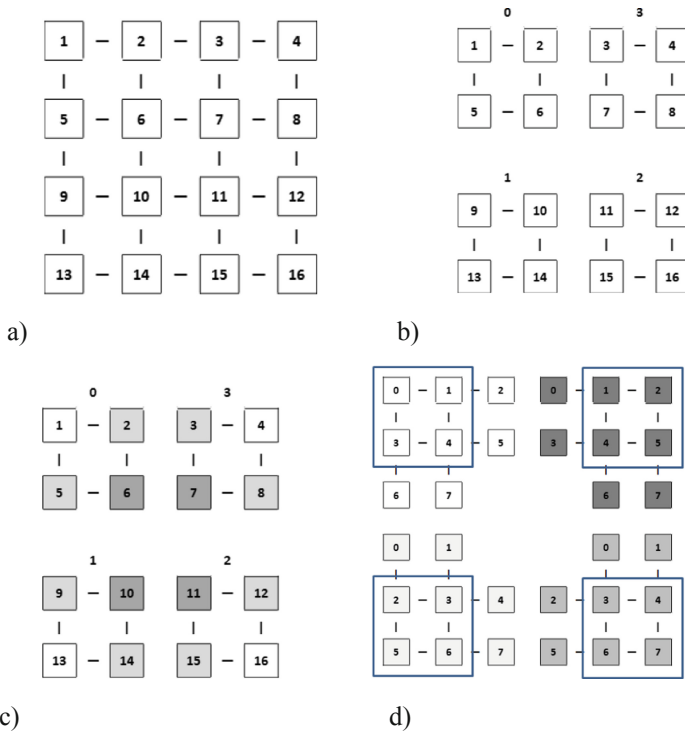 1 2 3 4
5 6 7 8
9 10 11 12
13 14 15 16
a)
0 3
1 2 3 4
5 6 7 8
1 2
9 10 11 12
13 14 15 16
b)
0 3
1 2 3 4
5 6 7 8
1 2
9 10 11 12
13 14 15 16
c)
0 1 2 0 1 2
3 4 5 3 4 5
6 7 6 7
0 1 0 1
2 3 4 2 3 4
5 6 7 5 6 7
d)